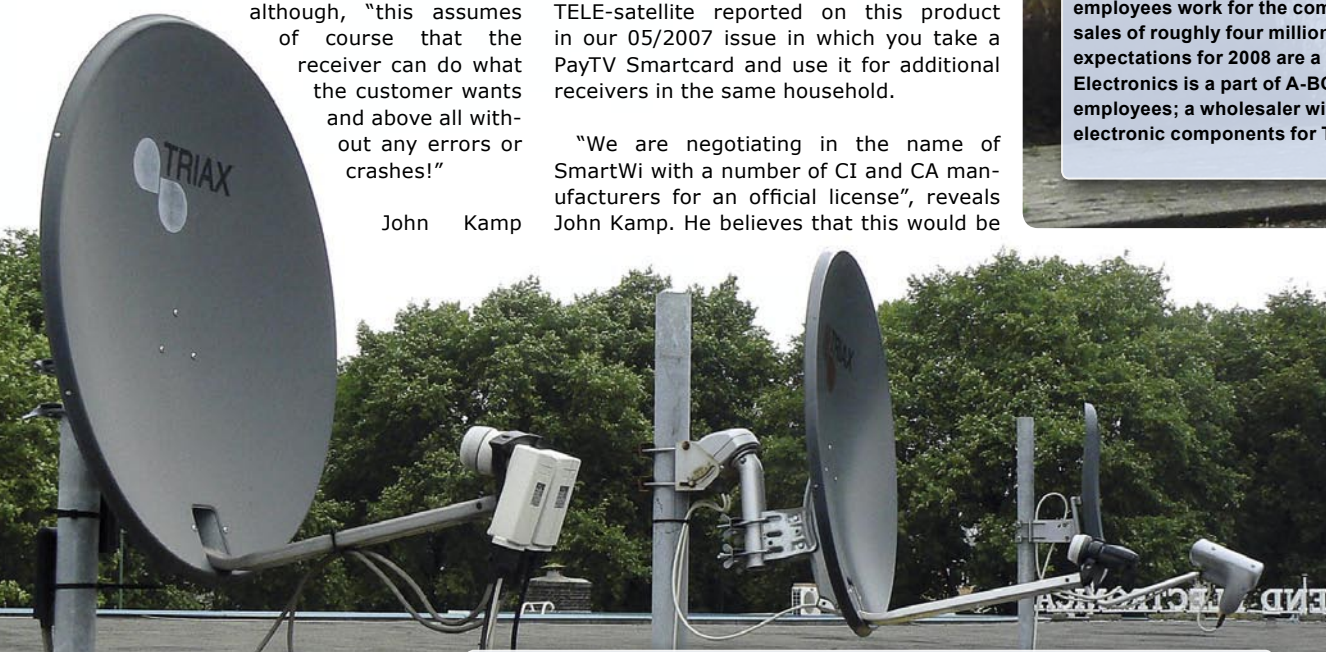 although, “this assumes
of course that the
receiver can do what
the customer wants
and above all with-
out any errors or
crashes!”
John Kamp
TELE-satellite reported on this product
in our 05/2007 issue in which you take a
PayTV Smartcard and use it for additional
receivers in the same household.
“We are negotiating in the name of
SmartWi with a number of CI and CA man-
ufacturers for an official license”, reveals
John Kamp. He believes that this would be
employees work for the
sales of roughly four million
expectations for 2008 are a
Electronics is a part of
employees; a wholesaler
electronic components for
TRIAX
TRIAX